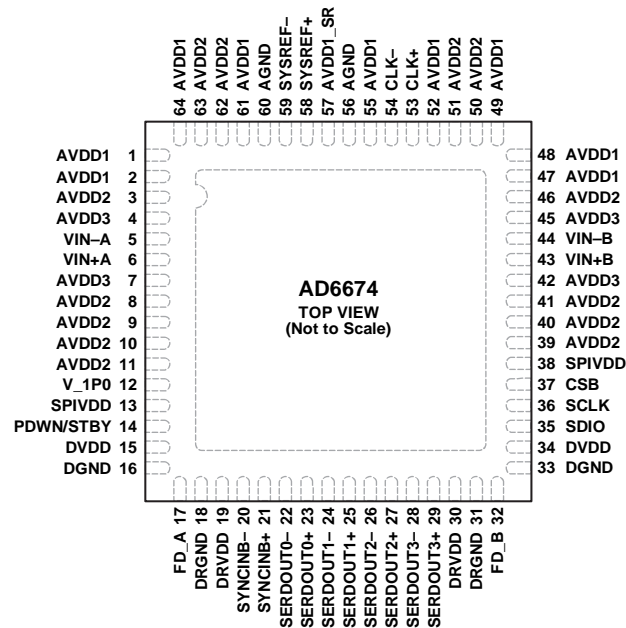 64 AVDD1
63 AVDD2
62 AVDD2
61 AVDD1
60 AGND
59 SYSREF–
58 SYSREF+
57 AVDD1_SR
56 AGND
55 AVDD1
54 CLK–
53 CLK+
52 AVDD1
51 AVDD2
50 AVDD2
49 AVDD1
AVDD1 1
AVDD1 2
AVDD2 3
AVDD3 4
VIN–A 5
VIN+A 6
AVDD3 7
AVDD2 8
AVDD2 9
AVDD2 10
AVDD2 11
V_1P0 12
SPIVDD 13
PDWN/STBY 14
DVDD 15
DGND 16
AD6674
TOP VIEW
(Not to Scale)
48 AVDD1
47 AVDD1
46 AVDD2
45 AVDD3
44 VIN–B
43 VIN+B
42 AVDD3
41 AVDD2
40 AVDD2
39 AVDD2
38 SPIVDD
37 CSB
36 SCLK
35 SDIO
34 DVDD
33 DGND
FD_A 17
DRGND 18
DRVDD 19
SYNCINB– 20
SYNCINB+ 21
SERDOUT0– 22
SERDOUT0+ 23
SERDOUT1– 24
SERDOUT1+ 25
SERDOUT2– 26
SERDOUT2+ 27
SERDOUT3– 28
SERDOUT3+ 29
DRVDD 30
DRGND 31
FD_B 32